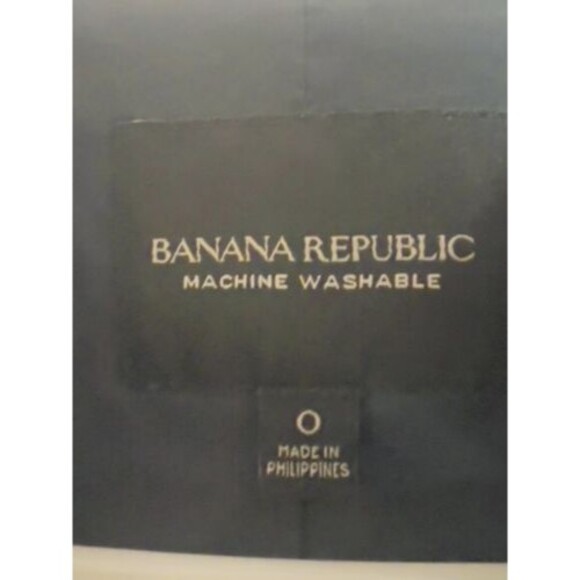 BANANA REPUBLIC
MACHINE WASHABLE
0
MADE IN
PHILIPPINES